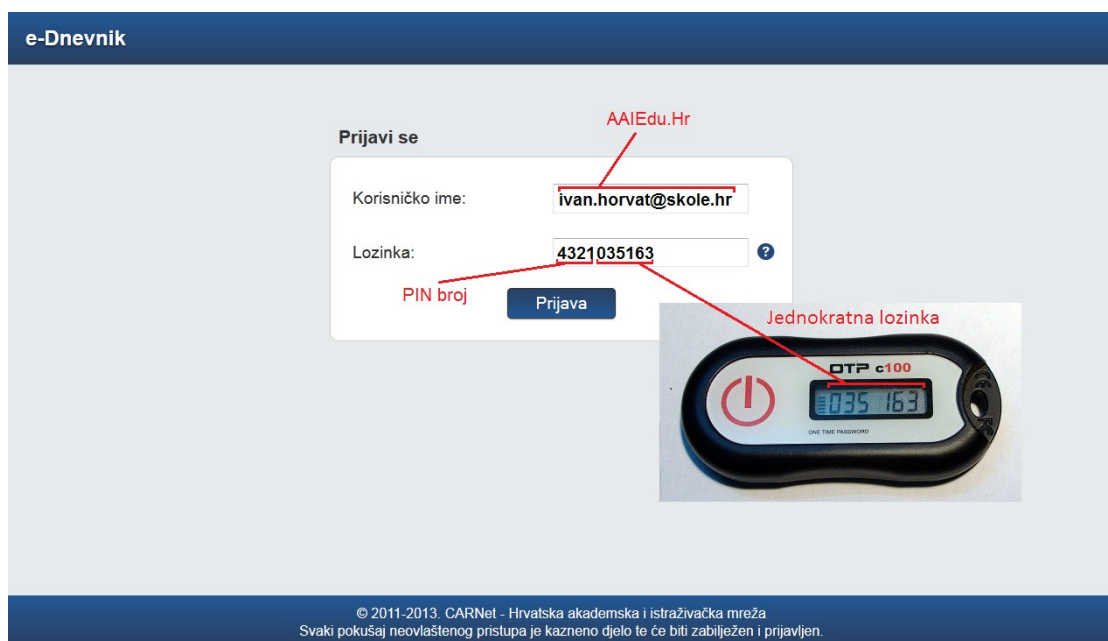 e-Dnevnik
AAIEdu.Hr
Prijavi se
Korisničko ime:
ivan.horvat@skole.hr
Lozinka:
4321035163
?
PIN broj
Prijava
Jednokratna lozinka
OTP c100
035 163
ONE TIME PASSWORD
© 2011-2013. CARNet - Hrvatska akademska i istraživačka mreža
Svaki pokušaj neovlaštenog pristupa je kazneno djelo te će biti zabilježen i prijavljen.